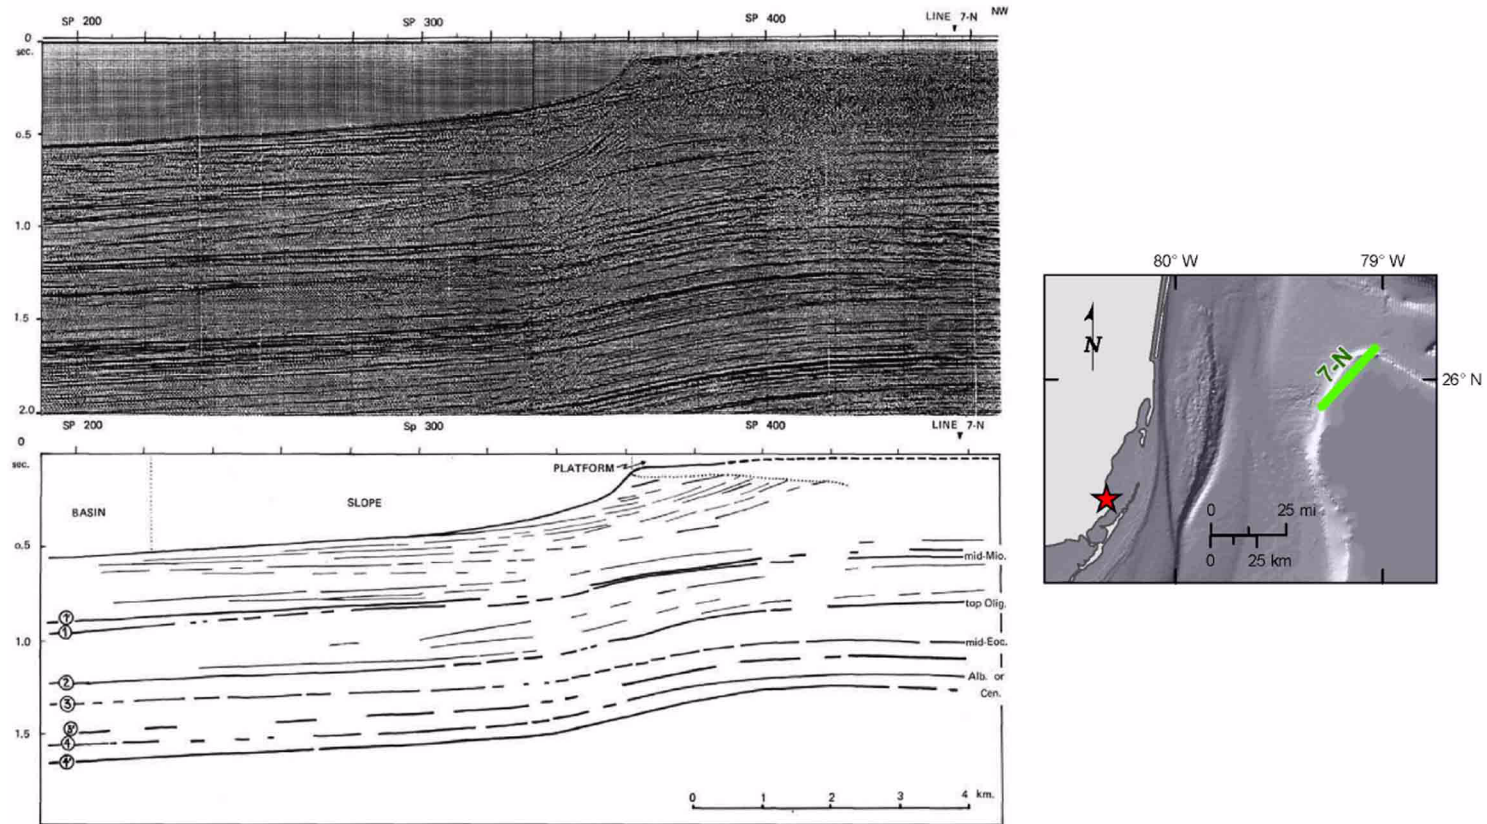 SP 200 SP 300 SP 400 LINE 7-N NW
0
sec.
0.5
1.0
1.5
2.0
SP 200 Sp 300 SP 400 LINE 7-N
0
sec.
PLATFORM
SLOPE
BASIN
0.5
mid-Mio.
1'
top Olig.
1
1.0
mid-Eoc.
2
Alb. or
Cen.
3
3'
1.5
4
4'
0 1 2 3 4 km.
80° W 79° W
N
7-N
26° N
0 25 mi
0 25 km